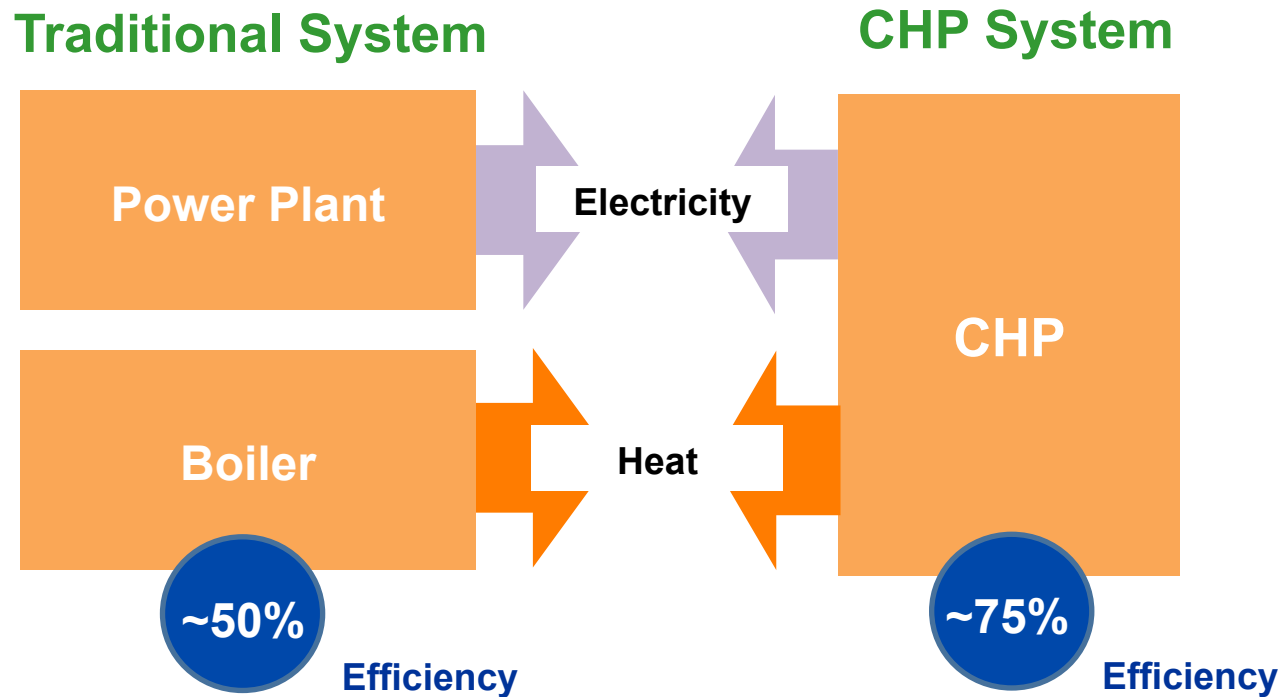 Traditional System
CHP System
Power Plant
Electricity
CHP
Boiler
Heat
~50%
Efficiency
~75%
Efficiency